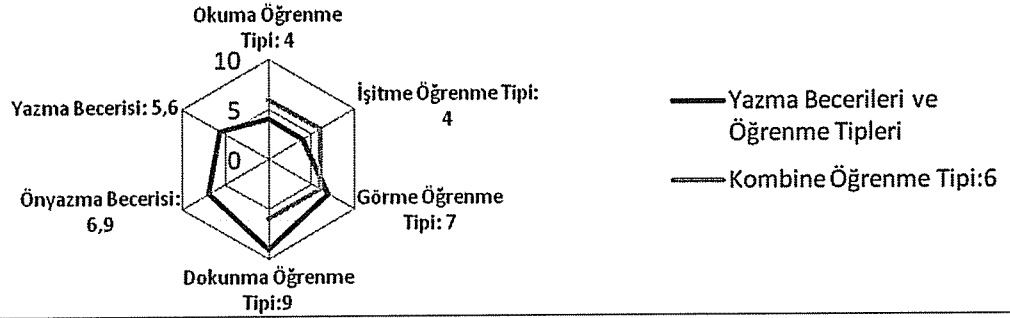 Okuma Öğrenme
Tipi: 4
10
İşitme Öğrenme Tipi:
4
Yazma Becerisi: 5,6
5
0
Önyazma Becerisi:
6,9
Görme Öğrenme
Tipi: 7
Dokunma Öğrenme
Tipi:9
Yazma Becerileri ve
Öğrenme Tipleri
Kombine Öğrenme Tipi:6